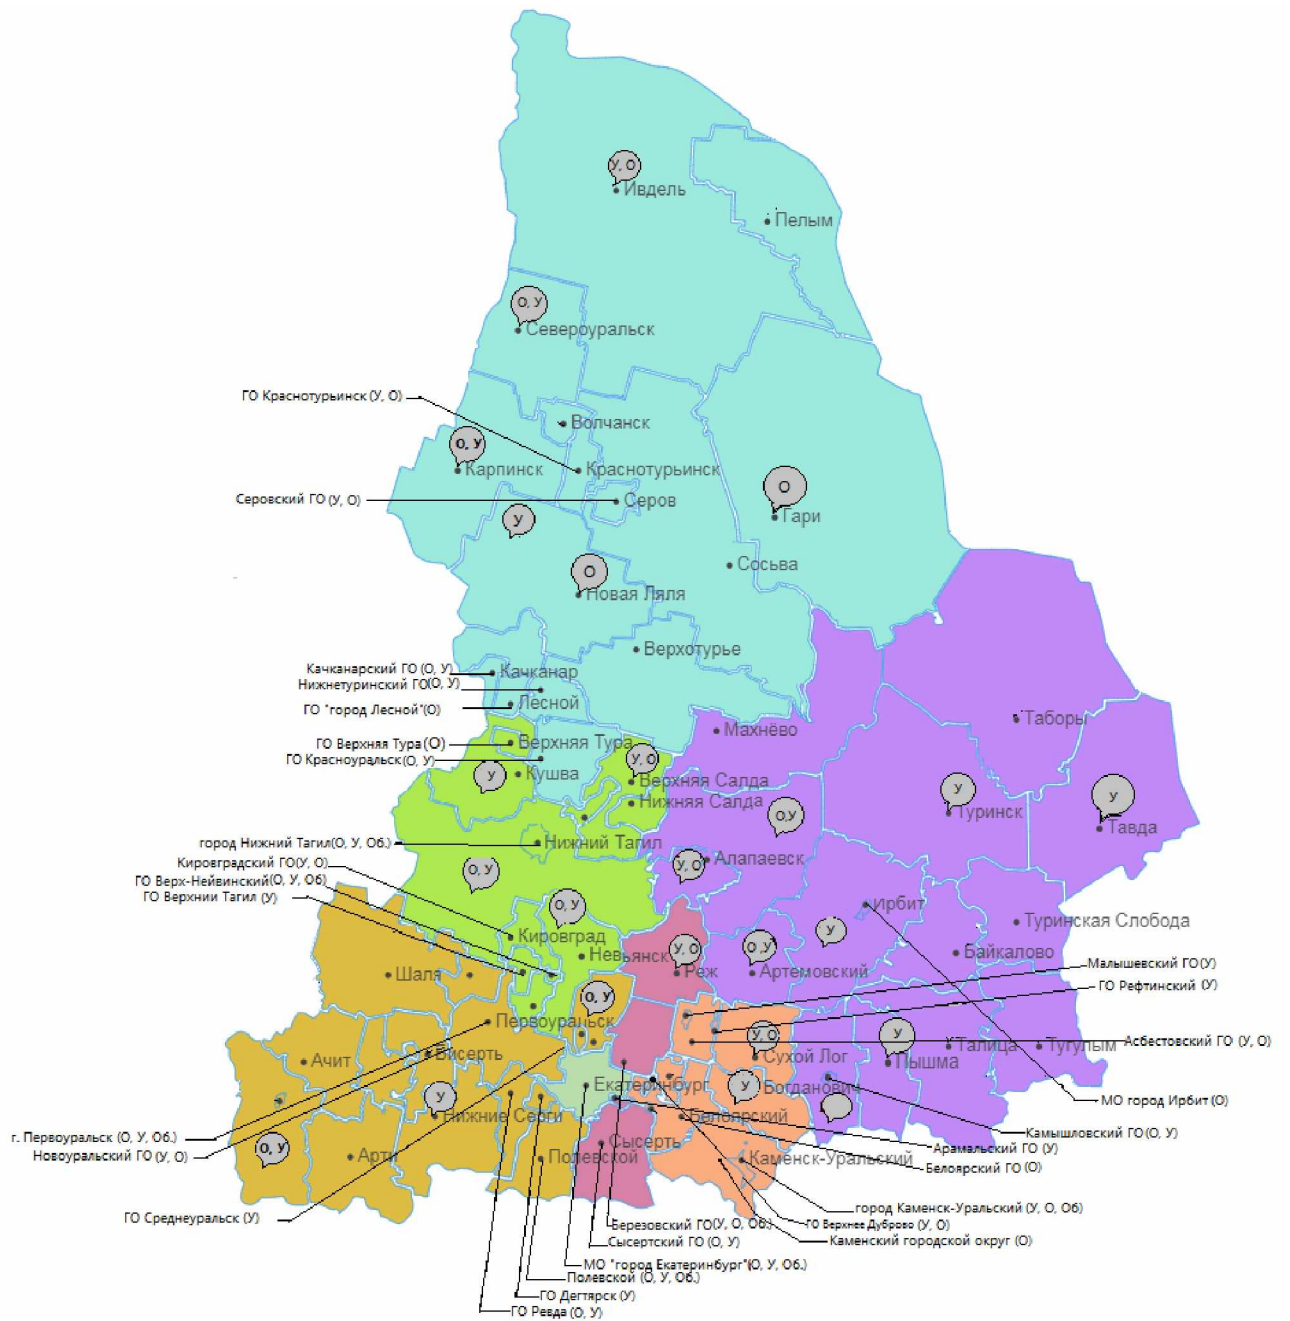 У, О
Ивдель
Пелым
О, У
Североуральск
ГО Краснотурьинск (У, О)
Волчанск
О, У
Карпинск
Краснотурьинск
Серовский ГО (У, О)
Серов
О
Гари
У
Сосьва
О
Новая Ляля
Верхотурье
Качканарский ГО (О, У)
Качканар
Нижнетуринский ГО(О, У)
ГО "город Лесной"(О)
Лесной
Махнёво
Таборы
ГО Верхняя Тура (О)
Верхняя Тура
ГО Красноуральск(О, У)
У, О
У
Кушва
Верхняя Салда
Нижняя Салда
О,У
У
Туринск
У
Тавда
город Нижний Тагил(О, У, Об.)
Нижний Тагил
Кировградский ГО(У, О)
О, У
У, О
Алапаевск
ГО Верх-Нейвинский(О, У, Об)
ГО Верхнии Тагил (У)
О, У
ирбит
Туринская Слобода
Кировград
Невьянск
У, О
О ,У
У
Байкалово
Шаля
Реж
Артемовский
Малышевский ГО(У)
ГО Рефтинский (У)
О, У
Первоуральск
У, О
У
Асбестовский ГО (У, О)
Ачит
Бисерть
Сухой Лог
Пышма
Талица
Тугулым
У
Екатеринбург
У
Богданович
МО город Ирбит(О)
Нижние Серги
Белоярский
Камышловский ГО(О, У)
г. Первоуральск (О, У, Об.)
Новоуральский ГО (У, О)
О, У
Арти
Полевской
Сысерть
Каменск-Уральский
Арамальский ГО (У)
Белоярский ГО (О)
ГО Среднеуральск (У)
город Каменск-Уральский (У, О, Об)
Березовский ГО(У, О, Об.)
ГО Верхнее Дуброво (У, О)
Сысертский ГО (О, У)
Каменский городской округ (О)
МО "город Екатеринбург"(О, У, Об.)
Полевской (О, У, Об.)
ГО Дегтярск (У)
ГО Ревда (О, У)